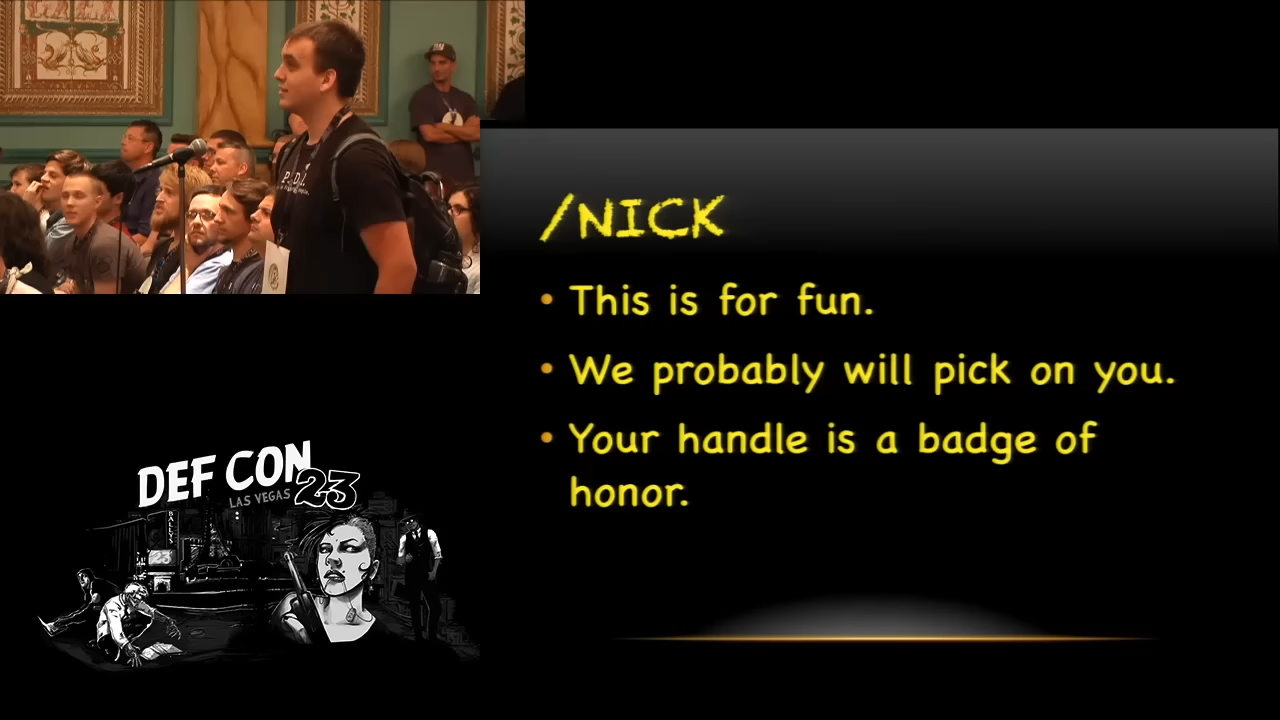 /NICK
• This is for fun.
• We probably will pick on you.
• Your handle is a badge of
honor.
DEF CON
LAS VEGAS 23
BALLYS